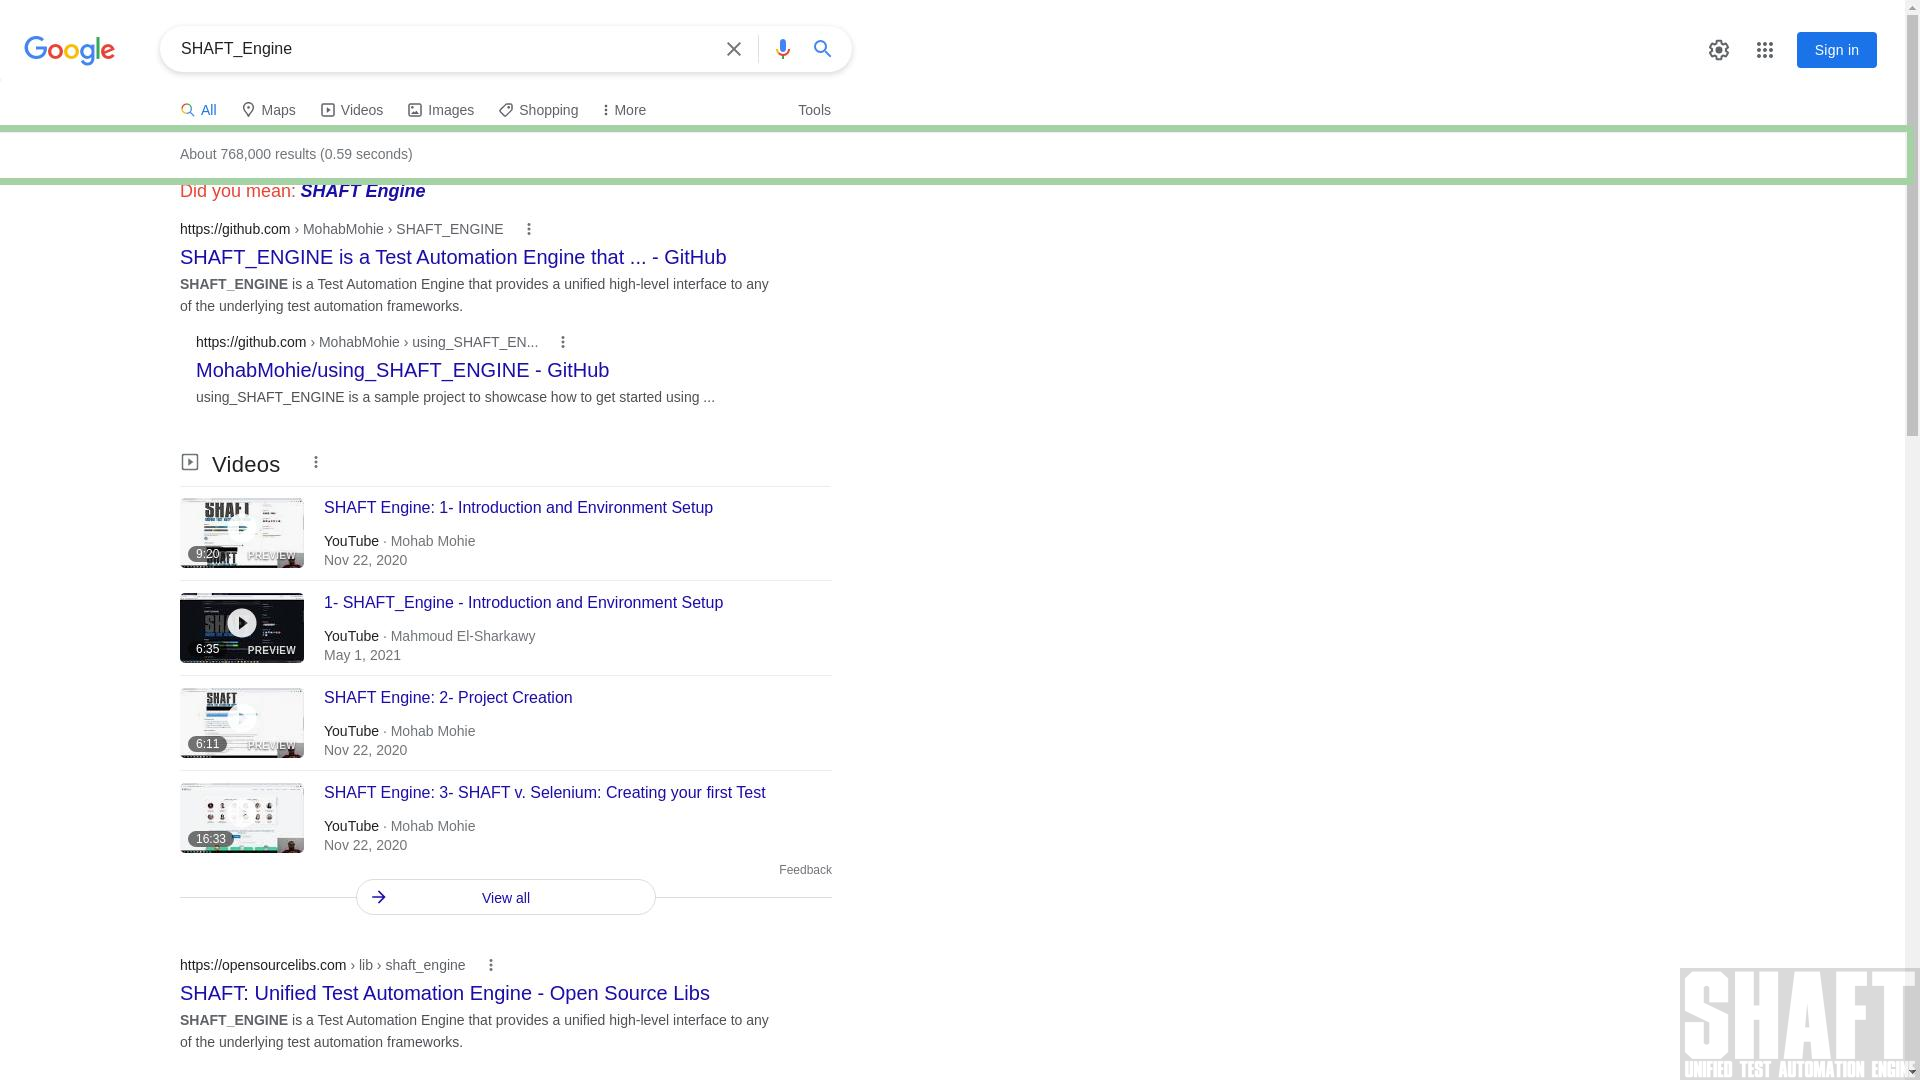 Google
SHAFT_Engine
Sign in
All Maps Videos Images Shopping More Tools
About 768,000 results (0.59 seconds)
Did you mean: SHAFT Engine
https://github.com › MohabMohie › SHAFT_ENGINE
SHAFT_ENGINE is a Test Automation Engine that ... - GitHub
SHAFT_ENGINE is a Test Automation Engine that provides a unified high-level interface to any
of the underlying test automation frameworks.
https://github.com › MohabMohie › using_SHAFT_EN...
MohabMohie/using_SHAFT_ENGINE - GitHub
using_SHAFT_ENGINE is a sample project to showcase how to get started using ...
Videos
SHAFT
9:20
PREVIEW
SHAFT Engine: 1- Introduction and Environment Setup
YouTube · Mohab Mohie
Nov 22, 2020
6:35
PREVIEW
1- SHAFT_Engine - Introduction and Environment Setup
YouTube · Mahmoud El-Sharkawy
May 1, 2021
SHAFT
6:11
PREVIEW
SHAFT Engine: 2- Project Creation
YouTube · Mohab Mohie
Nov 22, 2020
16:33
SHAFT Engine: 3- SHAFT v. Selenium: Creating your first Test
YouTube · Mohab Mohie
Nov 22, 2020
Feedback
View all
https://opensourcelibs.com › lib › shaft_engine
SHAFT: Unified Test Automation Engine - Open Source Libs
SHAFT_ENGINE is a Test Automation Engine that provides a unified high-level interface to any
of the underlying test automation frameworks.
SHAFT
UNIFIED TEST AUTOMATION ENGINE